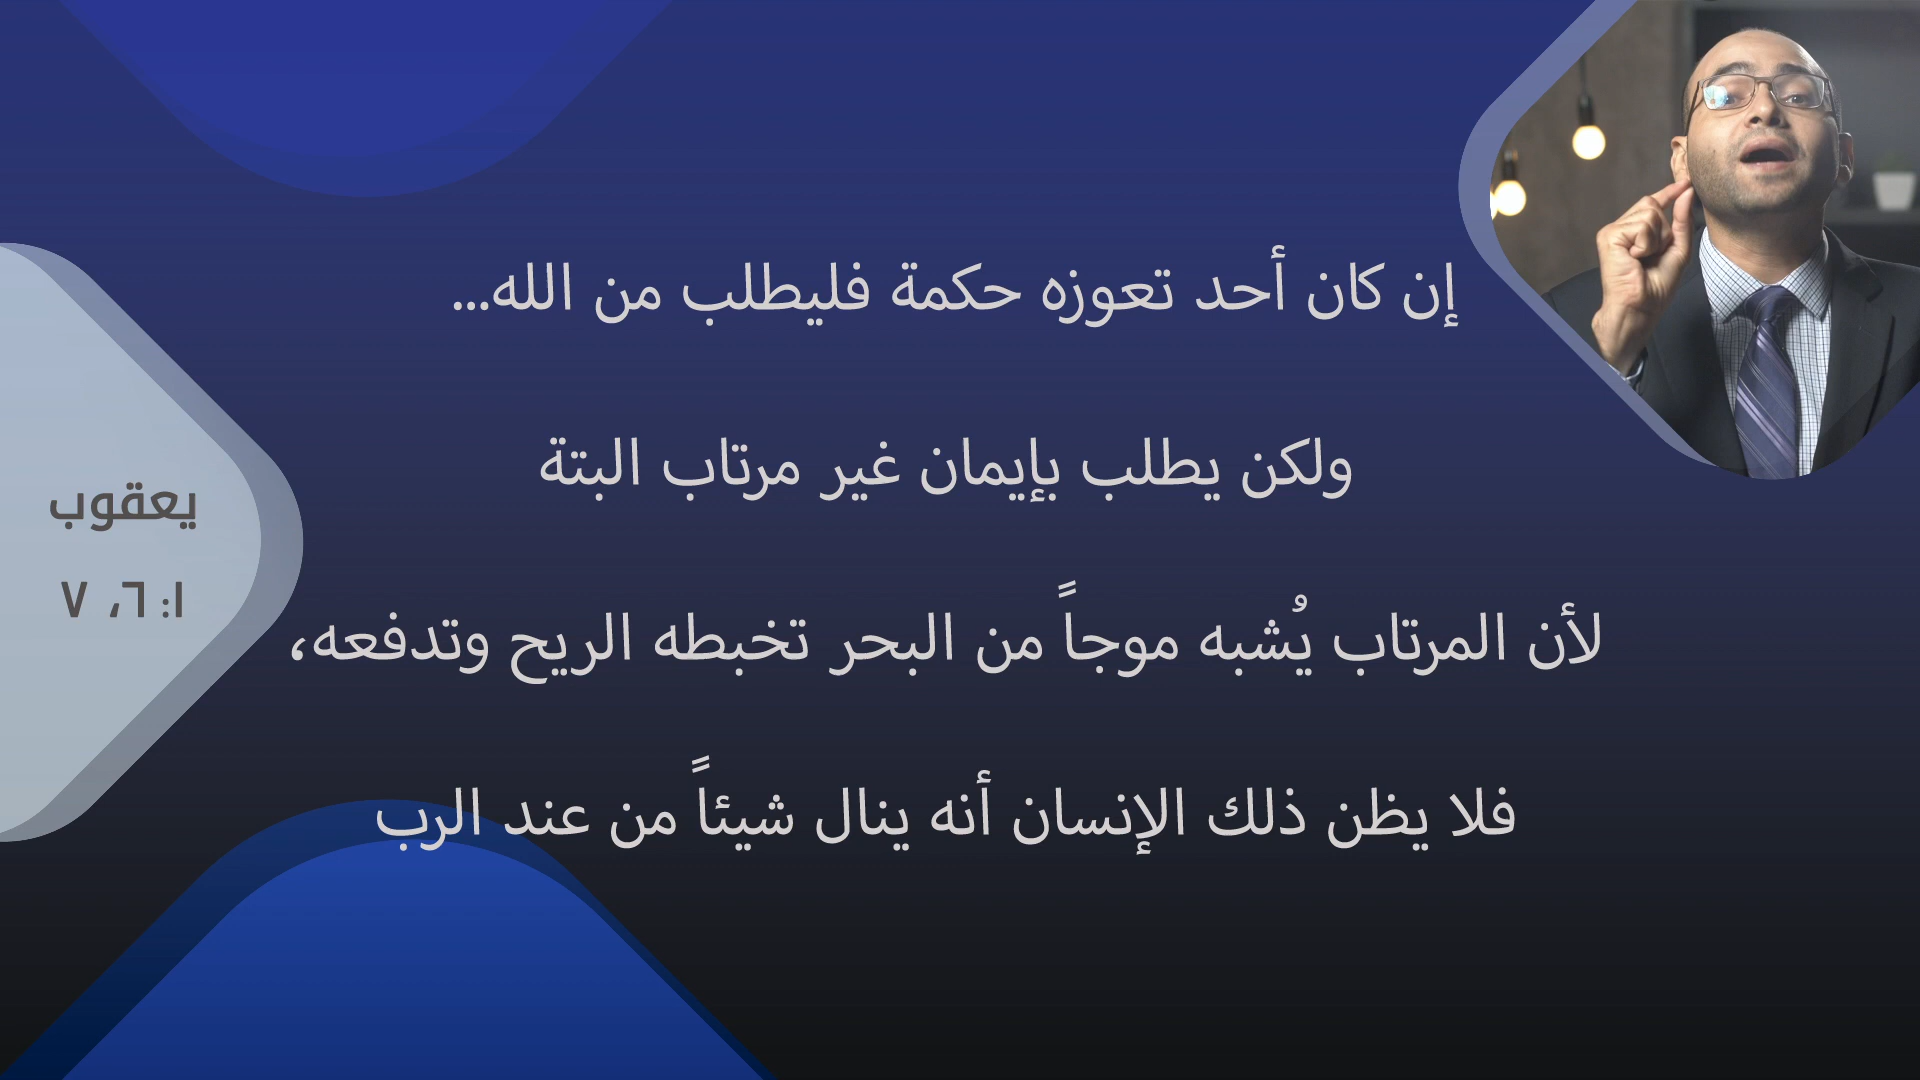 إن كان أحد تعوزه حكمة فليطلب من الله...
ولكن يطلب بإيمان غير مرتاب البتة
لأن المرتاب يُشبه موجاً من البحر تخبطه الريح وتدفعه،
فلا يظن ذلك الإنسان أنه ينال شيئاً من عند الرب
يعقوب
١: ٦، ٧